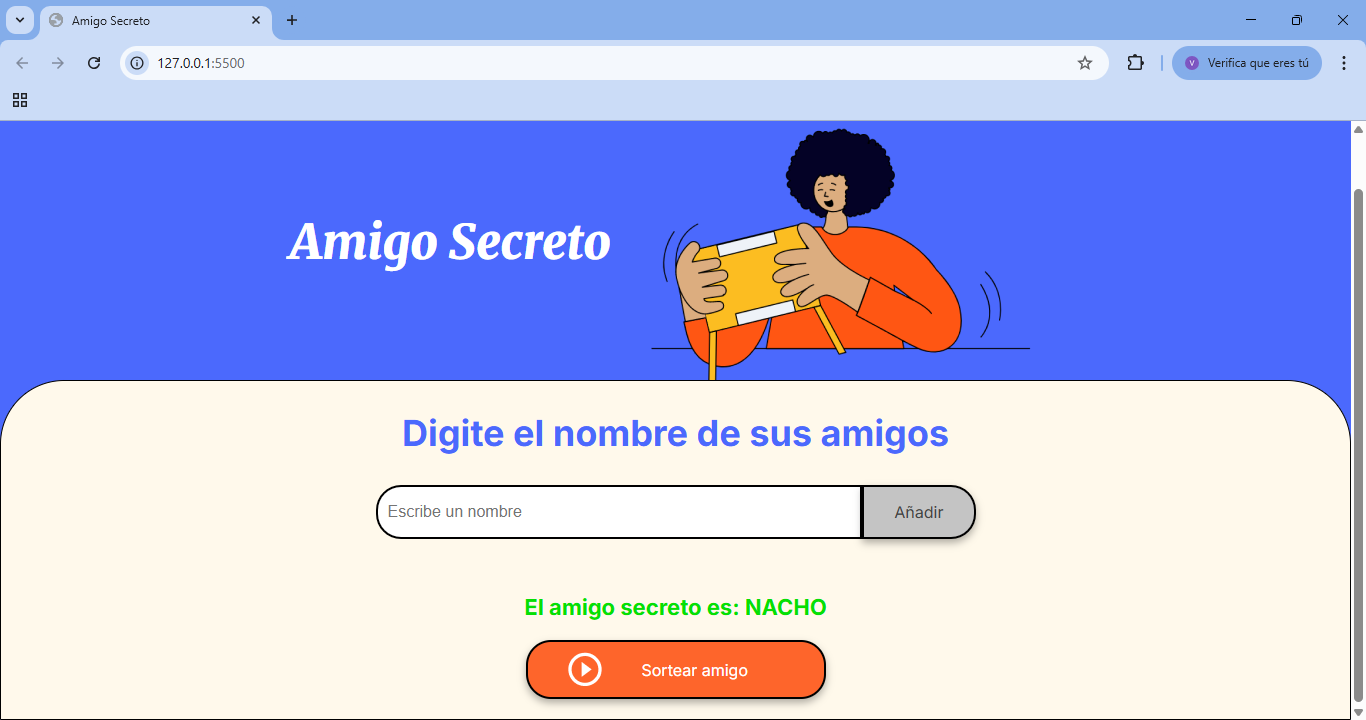 Amigo Secreto
127.0.0.1:5500
V
Verifica que eres tú
Amigo Secreto
Digite el nombre de sus amigos
Escribe un nombre
Añadir
El amigo secreto es: NACHO
Sortear amigo